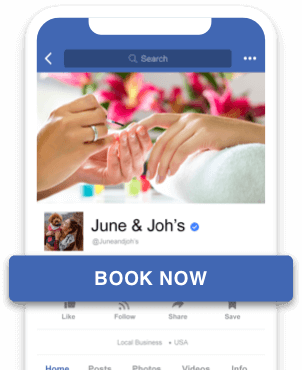 Search
June & Joh's
@Juneandjoh's
BOOK NOW
Like Follow Share Save
Local Business • USA
Home Posts Photos Videos Info